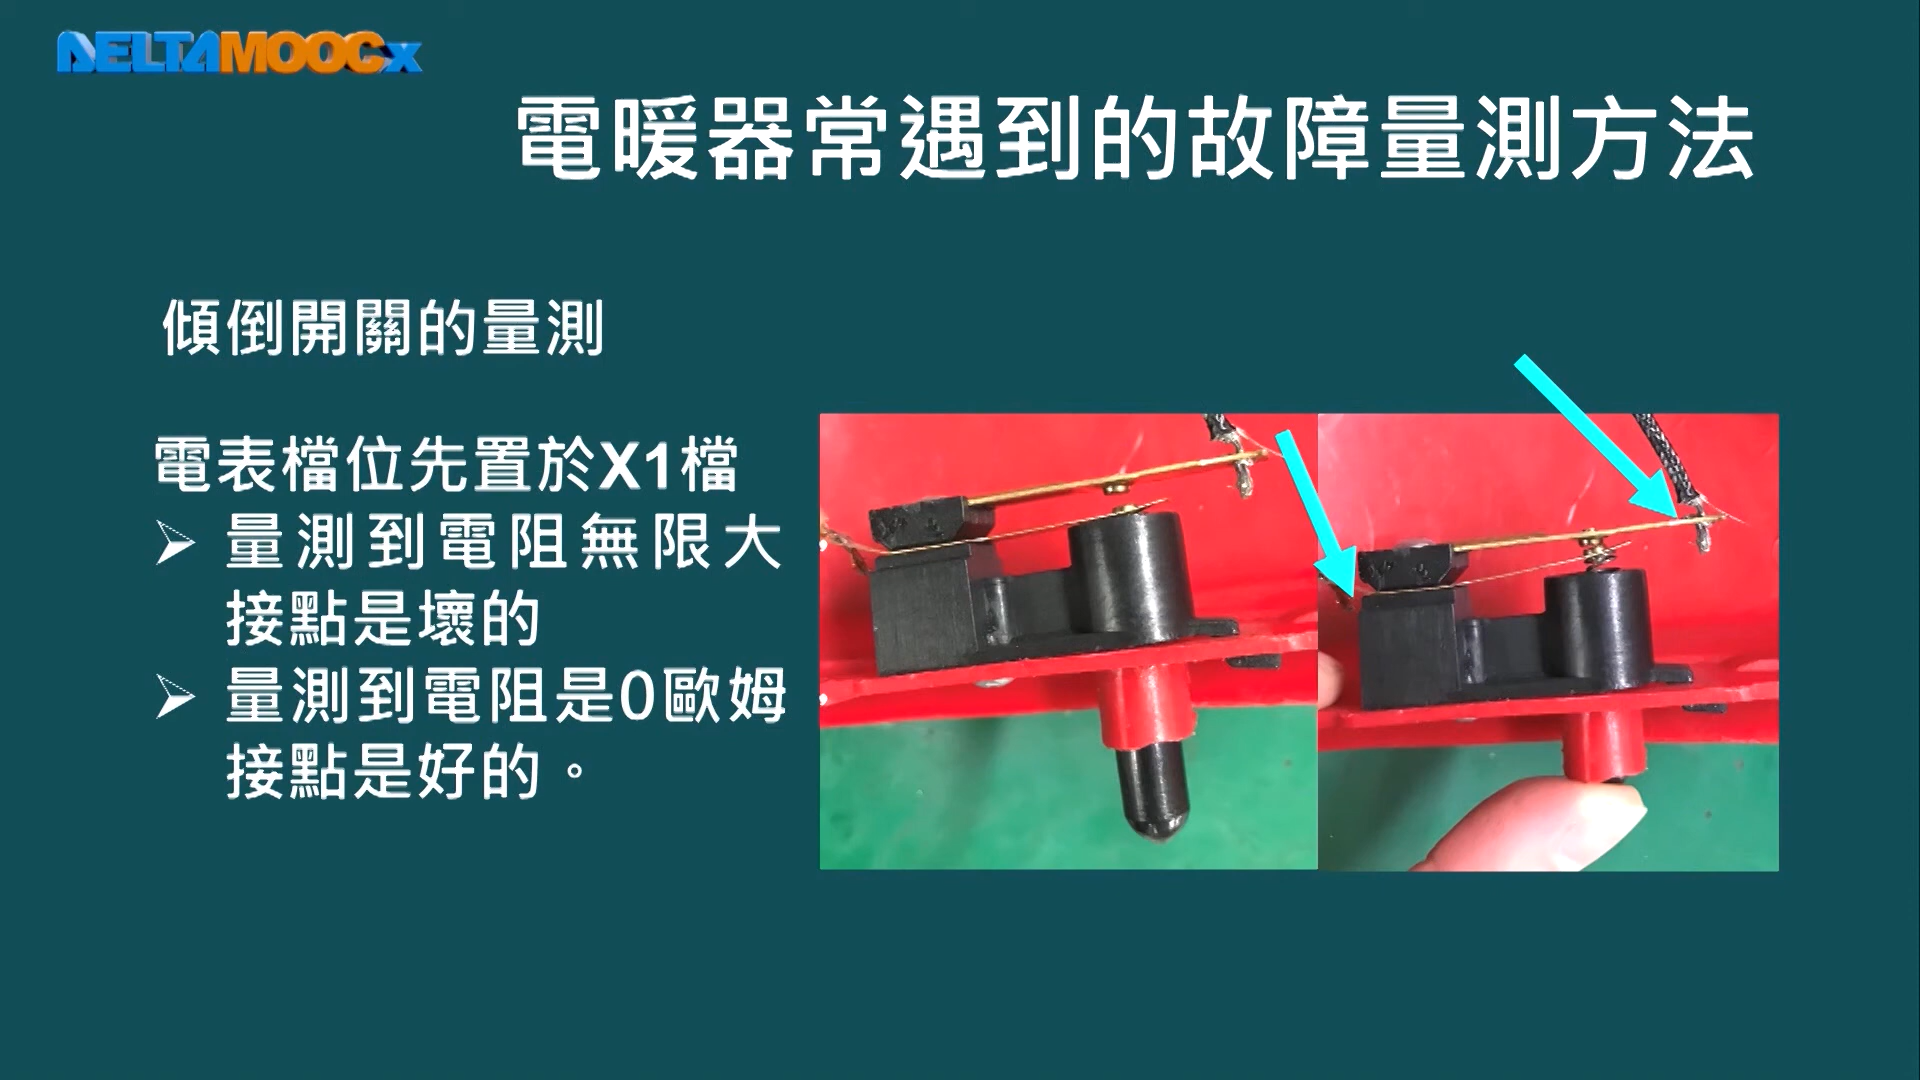 DELTAMOOCx
電暖器常遇到的故障量測方法
傾倒開關的量測
電表檔位先置於X1檔
量測到電阻無限大
接點是壞的
量測到電阻是0歐姆
接點是好的。